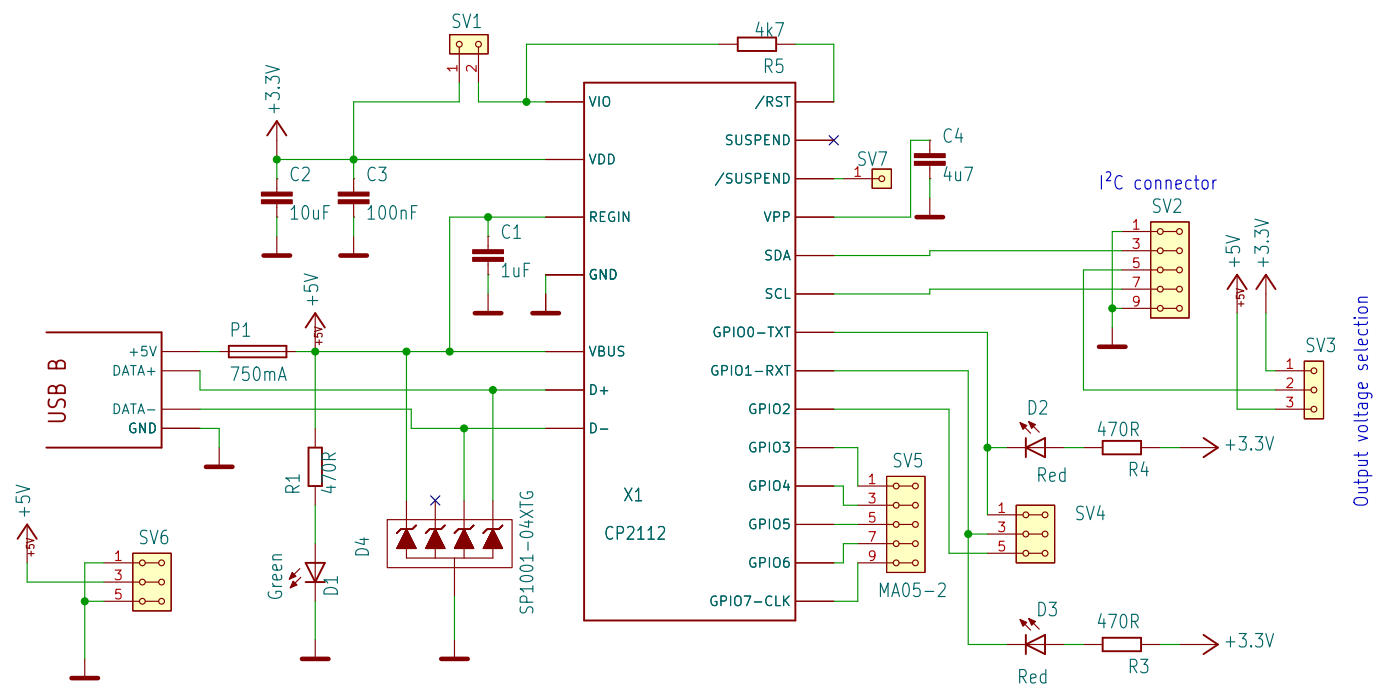 SV1
1
2
4k7
R5
+3.3V
C2
10uF
C3
100nF
C1
1uF
VIO
VDD
REGIN
GND
VBUS
D+
D-
X1
CP2112
/RST
SUSPEND
/SUSPEND
VPP
SDA
SCL
GPIO0-TXT
GPIO1-RXT
GPIO2
GPIO3
GPIO4
GPIO5
GPIO6
GPIO7-CLK
SV7
1
C4
4u7
I²C connector
SV2
1
3
5
7
9
+5V
+5V
+3.3V
SV3
1
2
3
Output voltage selection
USB B
+5V
DATA+
DATA-
GND
P1
750mA
+5V
+5V
R1
470R
Green
D1
D4
SP1001-04XTG
+5V
+5V
SV6
1
3
5
SV5
1
3
5
7
9
MA05-2
D2
Red
470R
R4
+3.3V
SV4
1
3
5
D3
Red
470R
R3
+3.3V